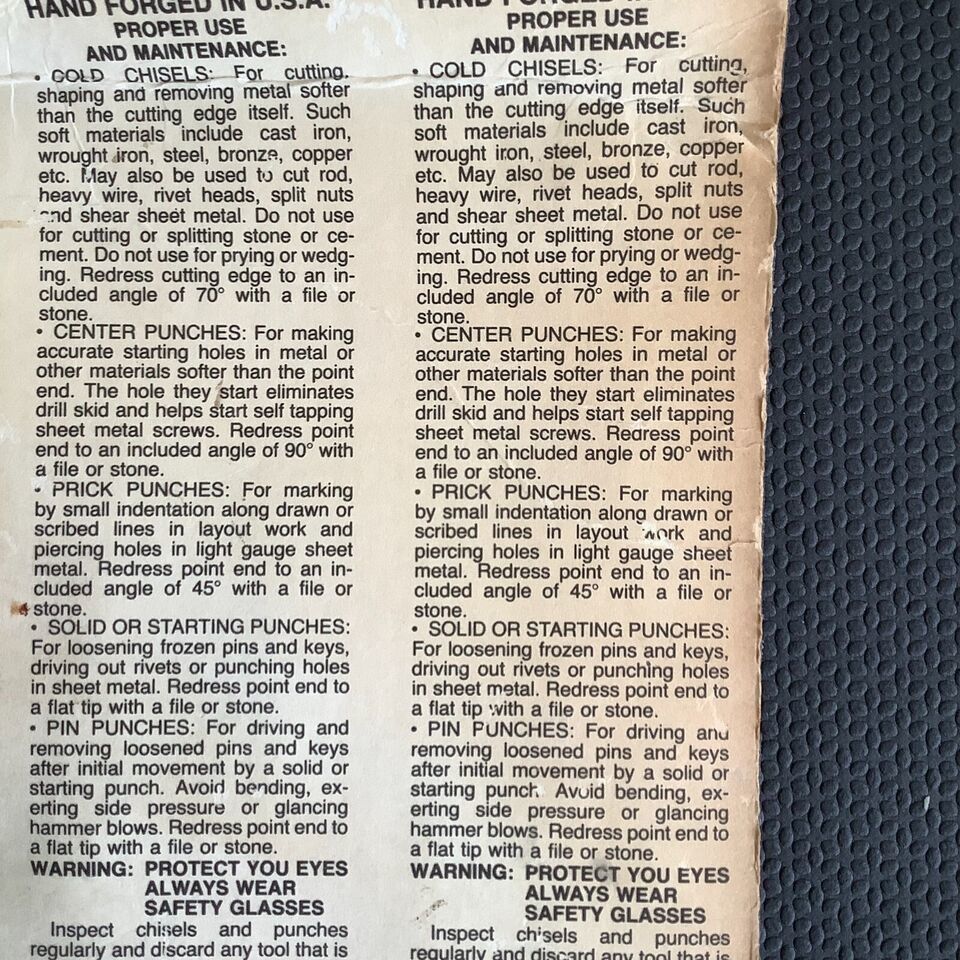 HAND FORGED IN U.S.A.
PROPER USE
AND MAINTENANCE:
• COLD CHISELS: For cutting,
shaping and removing metal softer
than the cutting edge itself. Such
soft materials include cast iron,
wrought iron, steel, bronze, copper
etc. May also be used to cut rod,
heavy wire, rivet heads, split nuts
and shear sheet metal. Do not use
for cutting or splitting stone or ce-
ment. Do not use for prying or wedg-
ing. Redress cutting edge to an in-
cluded angle of 70° with a file or
stone.
• CENTER PUNCHES: For making
accurate starting holes in metal or
other materials softer than the point
end. The hole they start eliminates
drill skid and helps start self tapping
sheet metal screws. Redress point
end to an included angle of 90° with
a file or stone.
• PRICK PUNCHES: For marking
by small indentation along drawn or
scribed lines in layout work and
piercing holes in light gauge sheet
metal. Redress point end to an in-
cluded angle of 45° with a file or
stone.
• SOLID OR STARTING PUNCHES:
For loosening frozen pins and keys,
driving out rivets or punching holes
in sheet metal. Redress point end to
a flat tip with a file or stone.
• PIN PUNCHES: For driving and
removing loosened pins and keys
after initial movement by a solid or
starting punch. Avoid bending, ex-
erting side pressure or glancing
hammer blows. Redress point end to
a flat tip with a file or stone.
WARNING: PROTECT YOU EYES
ALWAYS WEAR
SAFETY GLASSES
Inspect chisels and punches
regularly and discard any tool that is
HAND FORGED IN
PROPER USE
AND MAINTENANCE:
• COLD CHISELS: For cutting,
shaping and removing metal softer
than the cutting edge itself. Such
soft materials include cast iron,
wrought iron, steel, bronze, copper
etc. May also be used to cut rod,
heavy wire, rivet heads, split nuts
and shear sheet metal. Do not use
for cutting or splitting stone or ce-
ment. Do not use for prying or wedg-
ing. Redress cutting edge to an in-
cluded angle of 70° with a file or
stone.
• CENTER PUNCHES: For making
accurate starting holes in metal or
other materials softer than the point
end. The hole they start eliminates
drill skid and helps start self tapping
sheet metal screws. Redress point
end to an included angle of 90° with
a file or stone.
• PRICK PUNCHES: For marking
by small indentation along drawn or
scribed lines in layout work and
piercing holes in light gauge sheet
metal. Redress point end to an in-
cluded angle of 45° with a file or
stone.
• SOLID OR STARTING PUNCHES:
For loosening frozen pins and keys,
driving out rivets or punching holes
in sheet metal. Redress point end to
a flat tip with a file or stone.
• PIN PUNCHES: For driving and
removing loosened pins and keys
after initial movement by a solid or
starting punch. Avoid bending, ex-
erting side pressure or glancing
hammer blows. Redress point end to
a flat tip with a file or stone.
WARNING: PROTECT YOU EYES
ALWAYS WEAR
SAFETY GLASSES
Inspect chisels and punches
regularly and discard any tool that is